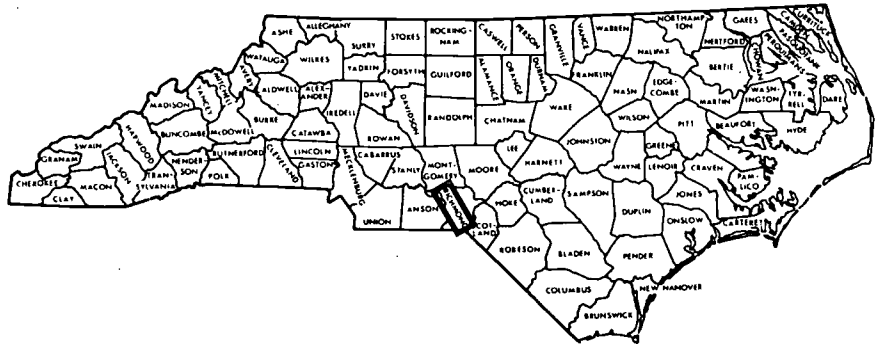 ASHE
ALLEGHANY
SURRY
STOKES
ROCKING-
HAM
CASWELL
PERSON
GRANVILLE
VANCE
WARREN
NORTHAMP
TON
GATES
HERTFORD
CURRITUCK
CAMDEN
PASQUOTANK
PERQUIMANS
CHOWAN
HALIFAX
BERTIE
WATAUGA
WILKES
YADKIN
FORSYTH
GUILFORD
ALAMANCE
ORANGE
DURHAM
FRANKLIN
NASH
EDGE-
COMBE
MARTIN
WASH-
INGTON
TYR-
RELL
DARE
MADISON
YANCEY
MITCHELL
AVERY
CALDWELL
ALEX-
ANDER
IREDELL
DAVIE
DAVIDSON
RANDOLPH
CHATHAM
WAKE
WILSON
PITT
BEAUFORT
HYDE
BUNCOMBE
McDOWELL
BURKE
CATAWBA
ROWAN
LEE
JOHNSTON
GREENE
SWAIN
HAYWOOD
HENDER-
SON
RUTHERFORD
CLEVELAND
LINCOLN
GASTON
MECKLENBURG
CABARRUS
STANLY
MONT-
GOMERY
MOORE
HARNETT
WAYNE
LENOIR
CRAVEN
PAM-
LICO
GRAHAM
CHEROKEE
CLAY
MACON
JACKSON
TRAN-
SYLVANIA
POLK
UNION
ANSON
RICHMOND
SCOT-
LAND
HOKE
CUMBER-
LAND
SAMPSON
DUPLIN
JONES
ONSLOW
CARTERET
ROBESON
BLADEN
PENDER
COLUMBUS
NEW HANOVER
BRUNSWICK